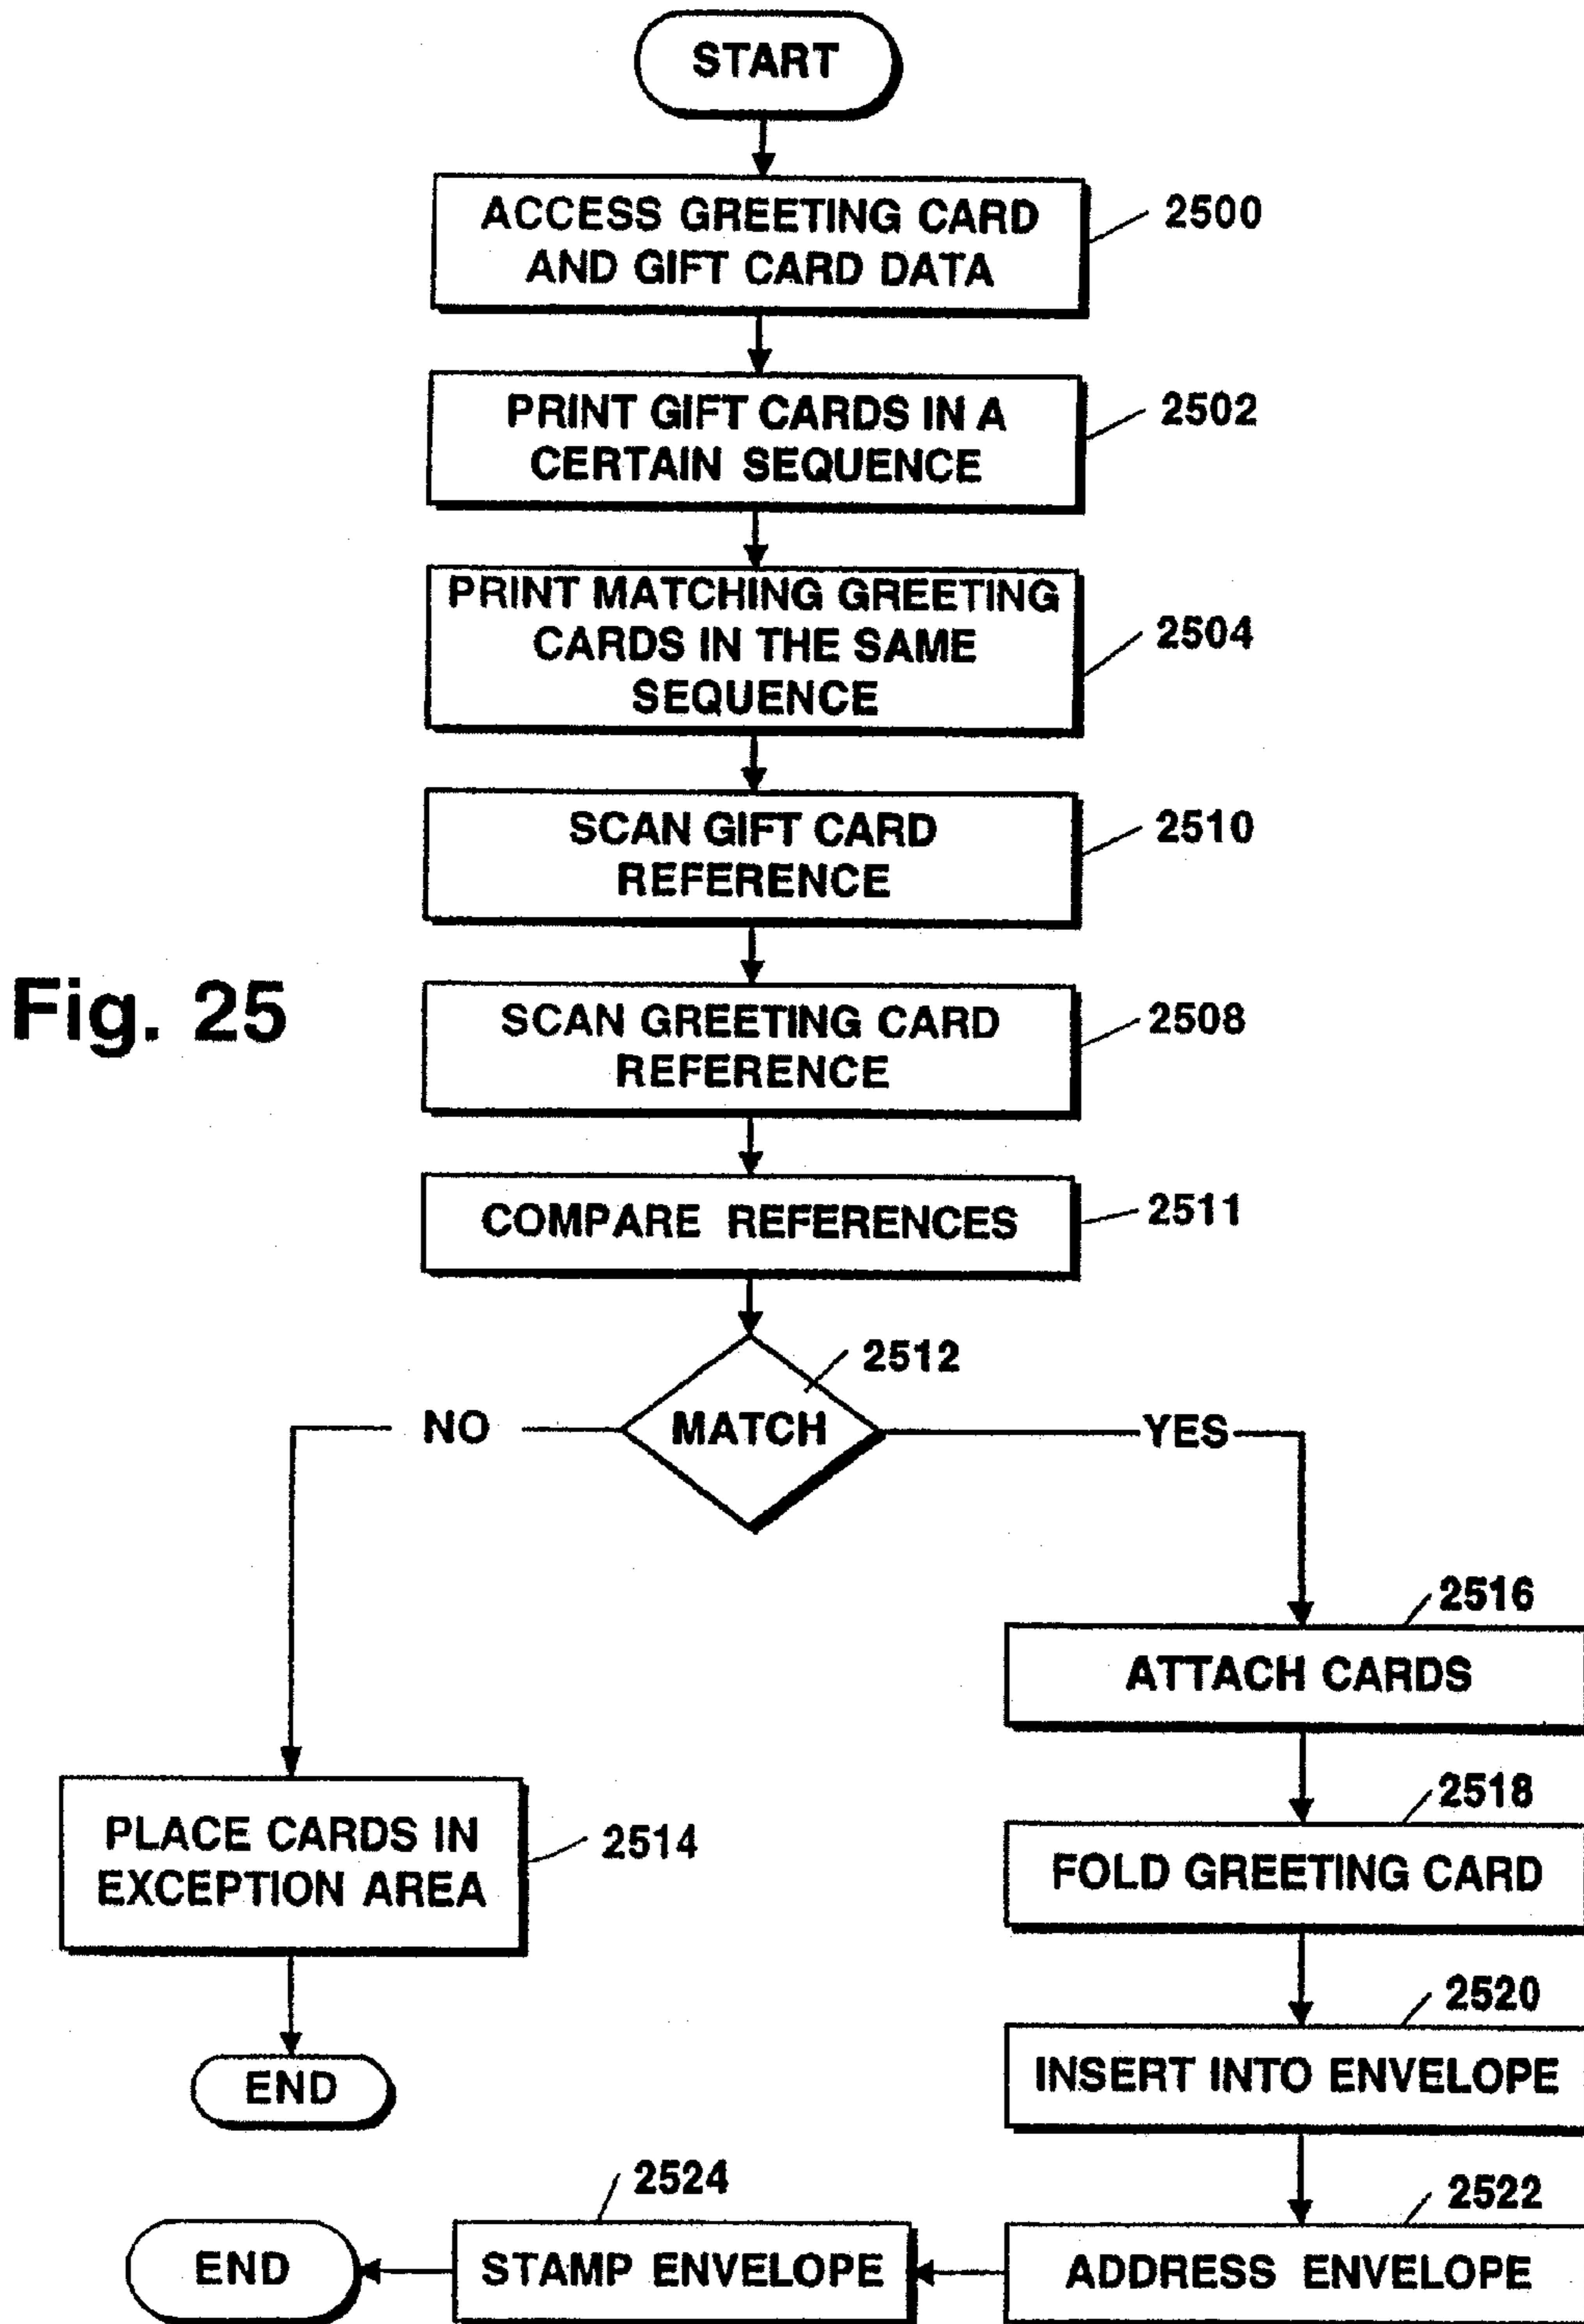 START
ACCESS GREETING CARD
AND GIFT CARD DATA
2500
PRINT GIFT CARDS IN A
CERTAIN SEQUENCE
2502
PRINT MATCHING GREETING
CARDS IN THE SAME
SEQUENCE
2504
SCAN GIFT CARD
REFERENCE
2510
Fig. 25
SCAN GREETING CARD
REFERENCE
2508
COMPARE REFERENCES
2511
2512
NO
MATCH
YES
2516
ATTACH CARDS
PLACE CARDS IN
EXCEPTION AREA
2514
2518
FOLD GREETING CARD
END
2520
INSERT INTO ENVELOPE
2522
ADDRESS ENVELOPE
2524
STAMP ENVELOPE
END